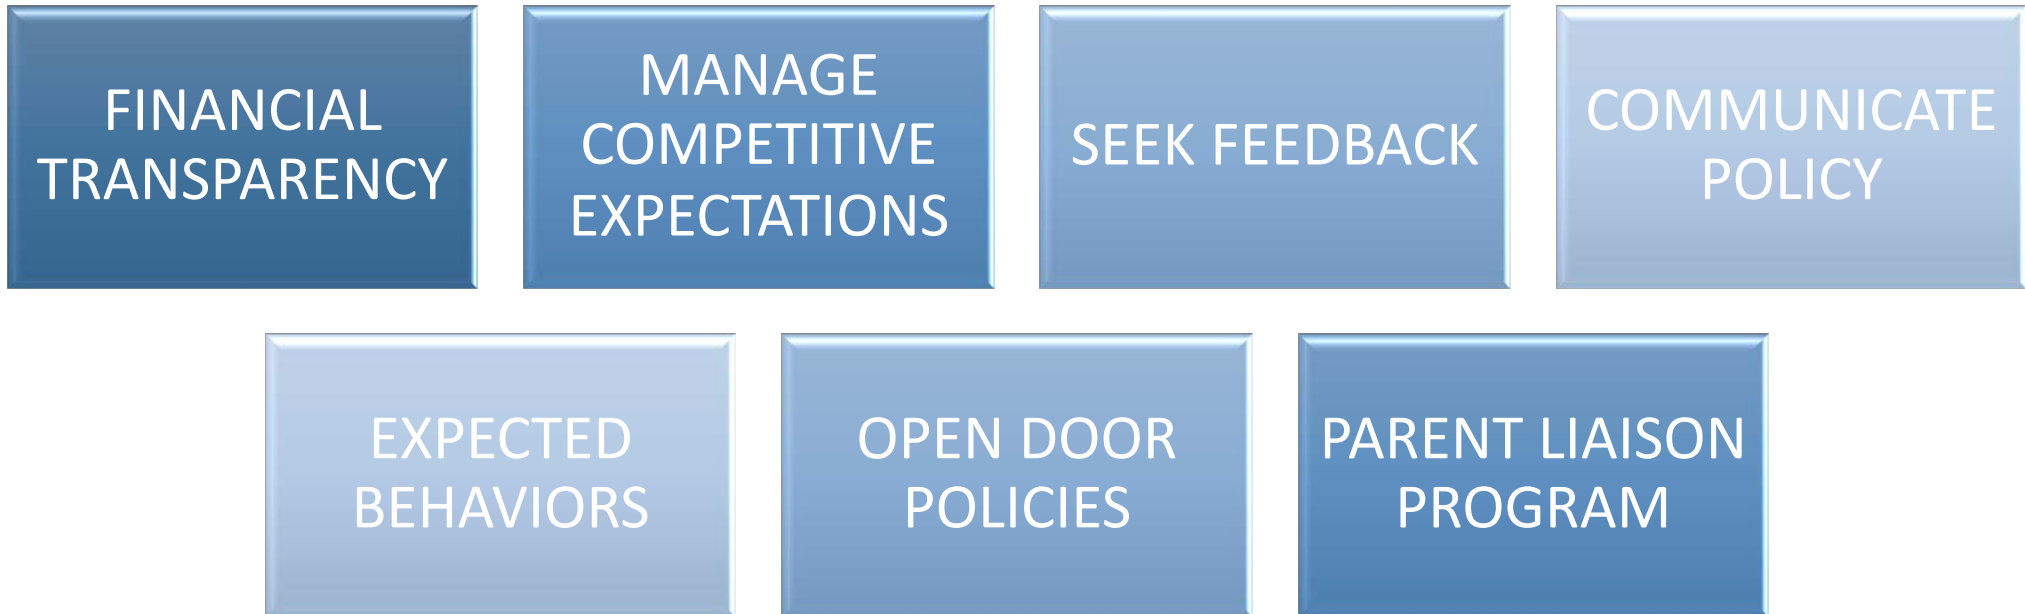 FINANCIAL
TRANSPARENCY
MANAGE
COMPETITIVE
EXPECTATIONS
SEEK FEEDBACK
COMMUNICATE
POLICY
EXPECTED
BEHAVIORS
OPEN DOOR
POLICIES
PARENT LIAISON
PROGRAM